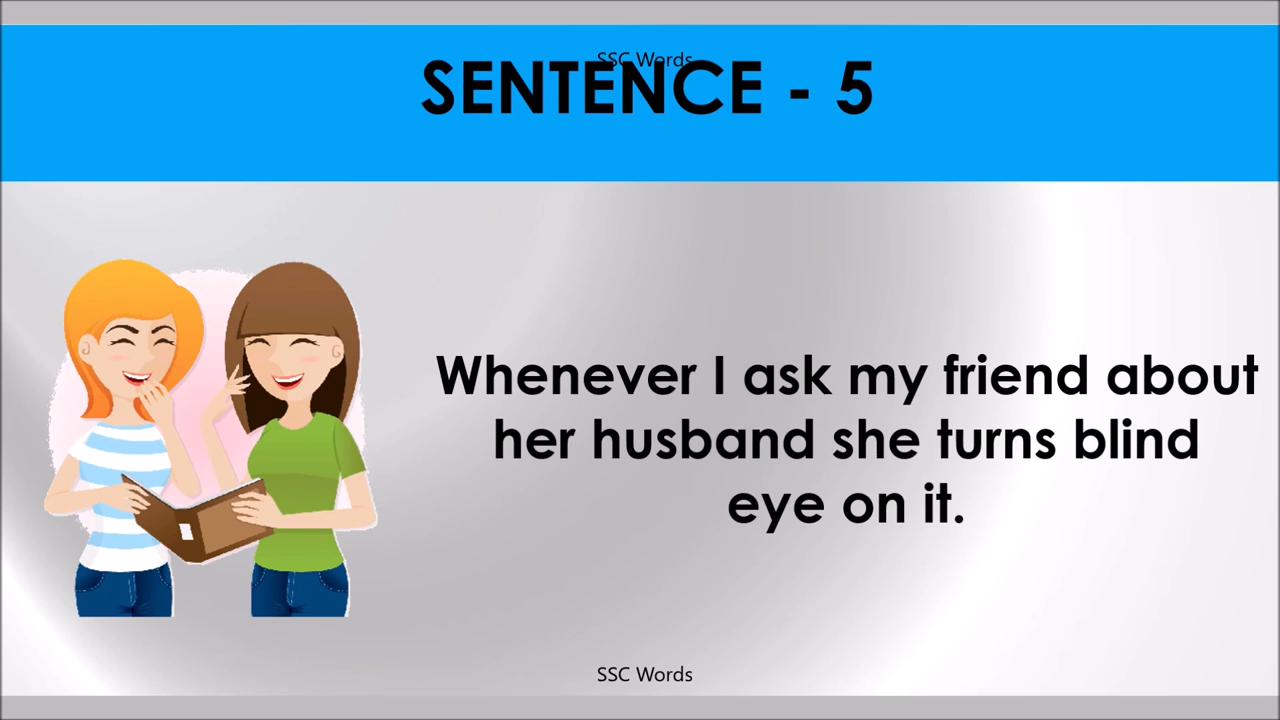 SSC Words
SENTENCE - 5
Whenever I ask my friend about
her husband she turns blind
eye on it.
SSC Words